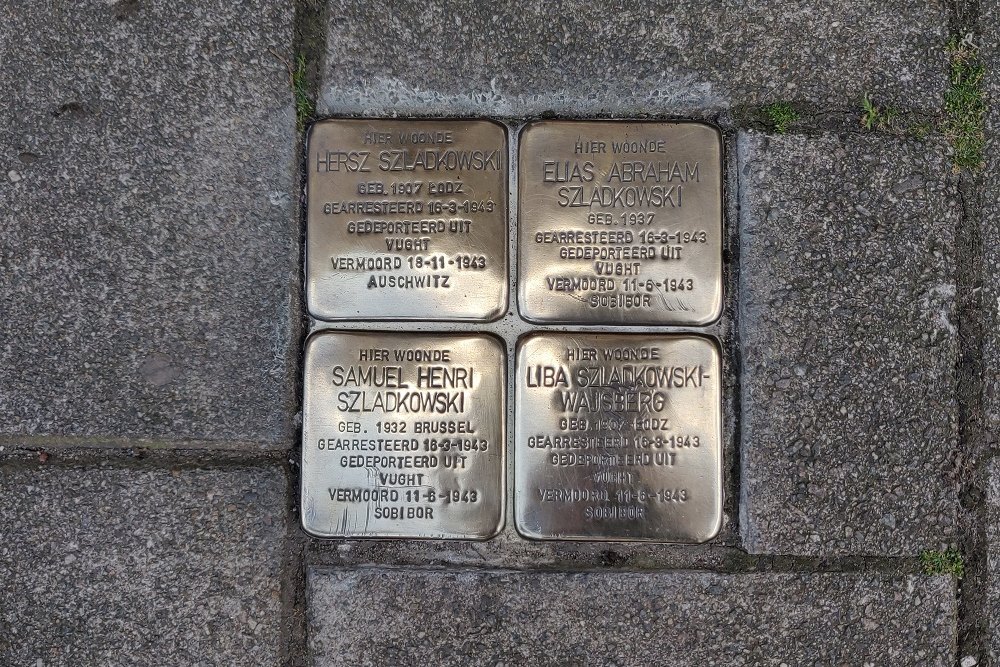 HIER WOONDE
HERSZ SZLADKOWSKI
GEB. 1907 ŁODZ
GEARRESTEERD 16-3-1943
GEDEPORTEERD UIT
VUGHT
VERMOORD 18-11-1943
AUSCHWITZ
HIER WOONDE
ELIAS ABRAHAM
SZLADKOWSKI
GEB. 1937
GEARRESTEERD 16-3-1943
GEDEPORTEERD UIT
VUGHT
VERMOORD 11-6-1943
SOBIBOR
HIER WOONDE
SAMUEL HENRI
SZLADKOWSKI
GEB. 1932 BRUSSEL
GEARRESTEERD 16-3-1943
GEDEPORTEERD UIT
VUGHT
VERMOORD 11-6-1943
SOBIBOR
HIER WOONDE
LIBA SZLADKOWSKI-
WAJSBERG
GEB. 1907 ŁODZ
GEARRESTEERD 16-3-1943
GEDEPORTEERD UIT
VUGHT
VERMOORD 11-6-1943
SOBIBOR